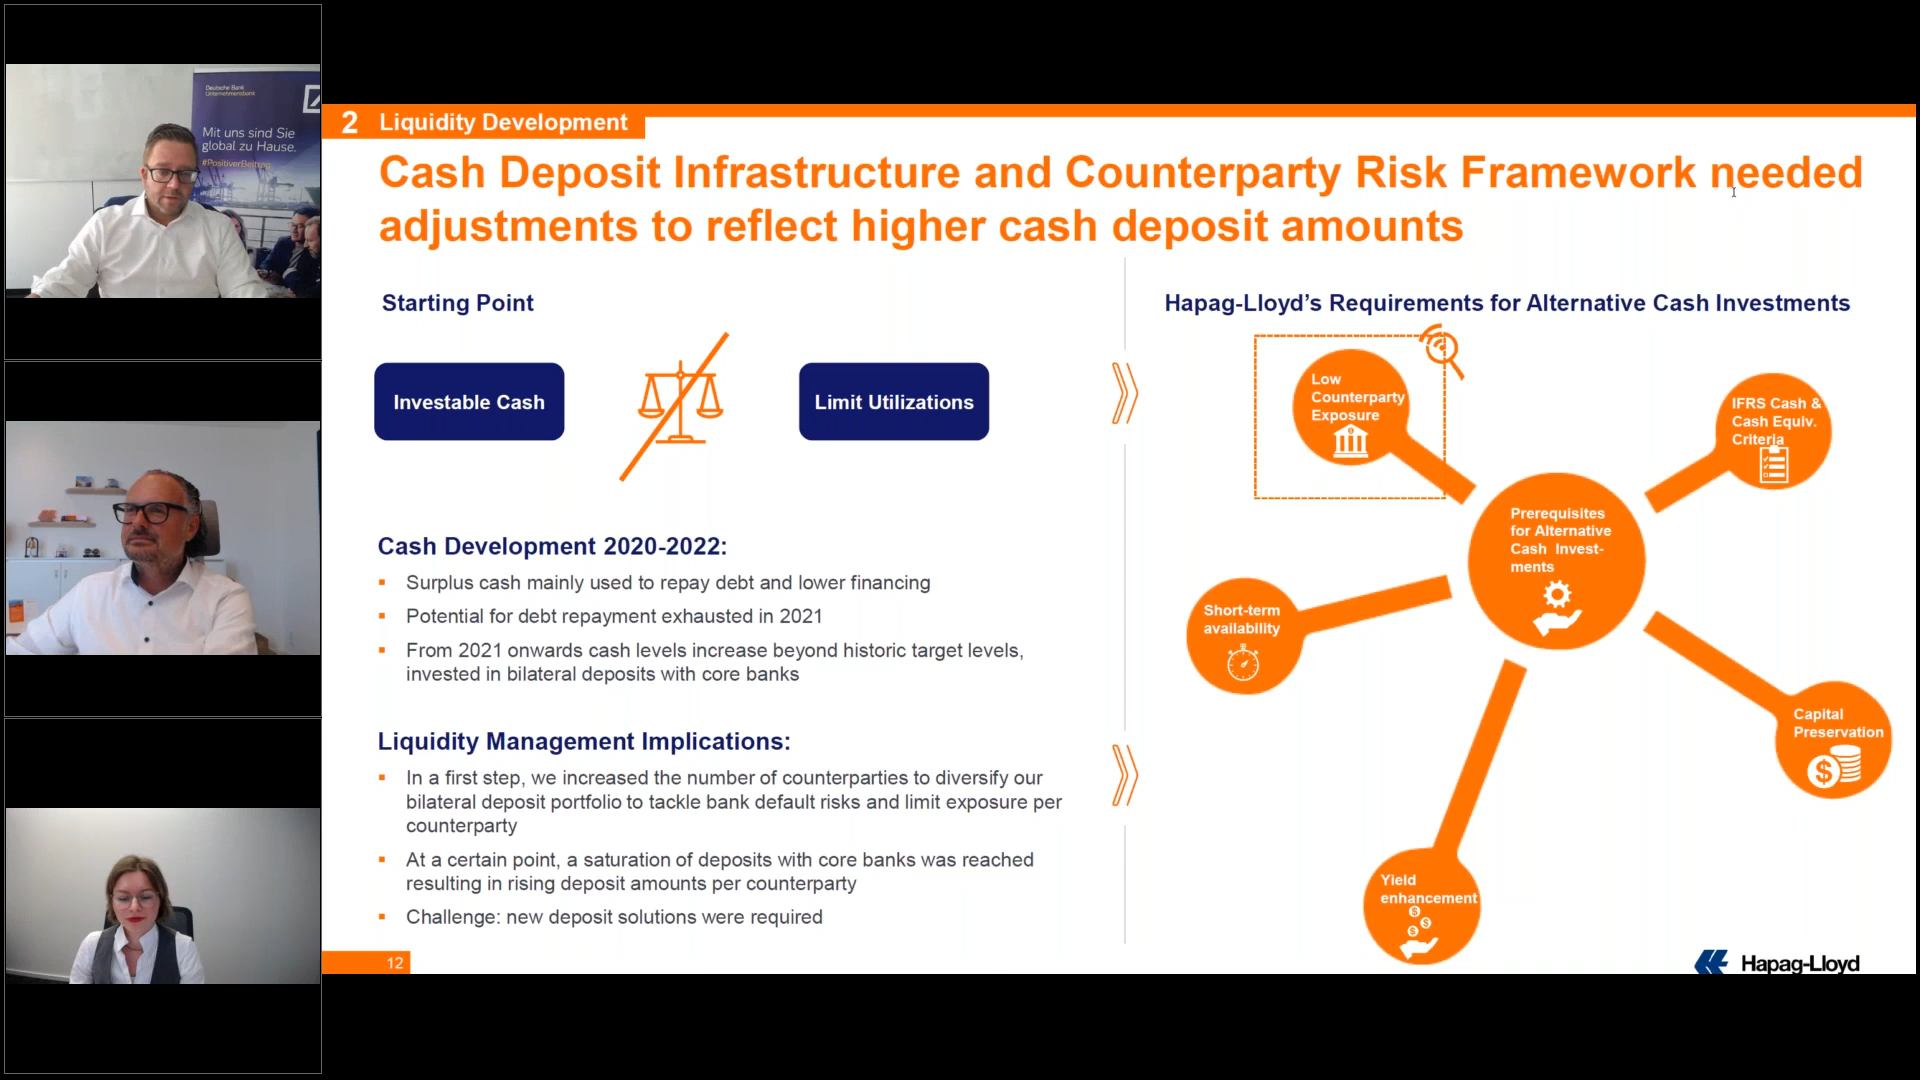 Deutsche Bank
Unternehmensbank
Mit uns sind Sie
global zu Hause.
#PositiverBeitrag
2 Liquidity Development
Cash Deposit Infrastructure and Counterparty Risk Framework needed
adjustments to reflect higher cash deposit amounts
Starting Point
Investable Cash
Limit Utilizations
Cash Development 2020-2022:
▪ Surplus cash mainly used to repay debt and lower financing
▪ Potential for debt repayment exhausted in 2021
▪ From 2021 onwards cash levels increase beyond historic target levels,
invested in bilateral deposits with core banks
Liquidity Management Implications:
▪ In a first step, we increased the number of counterparties to diversify our
bilateral deposit portfolio to tackle bank default risks and limit exposure per
counterparty
▪ At a certain point, a saturation of deposits with core banks was reached
resulting in rising deposit amounts per counterparty
▪ Challenge: new deposit solutions were required
Hapag-Lloyd’s Requirements for Alternative Cash Investments
Low
Counterparty
Exposure
IFRS Cash &
Cash Equiv.
Criteria
Prerequisites
for Alternative
Cash Invest-
ments
Short-term
availability
Capital
Preservation
Yield
enhancement
12
Hapag-Lloyd